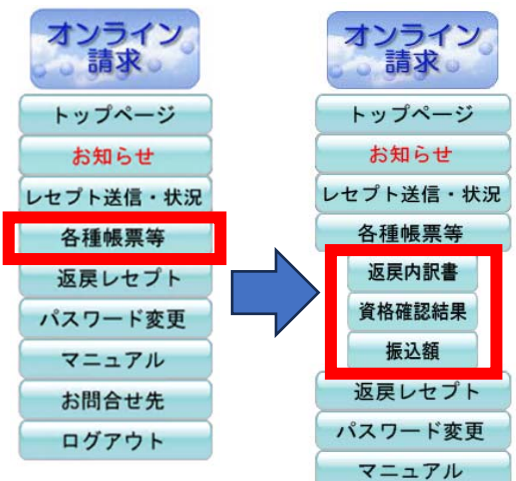 オンライン
請求
トップページ
お知らせ
レセプト送信・状況
各種帳票等
返戻レセプト
パスワード変更
マニュアル
お問合せ先
ログアウト
オンライン
請求
トップページ
お知らせ
レセプト送信・状況
各種帳票等
返戻内訳書
資格確認結果
振込額
返戻レセプト
パスワード変更
マニュアル